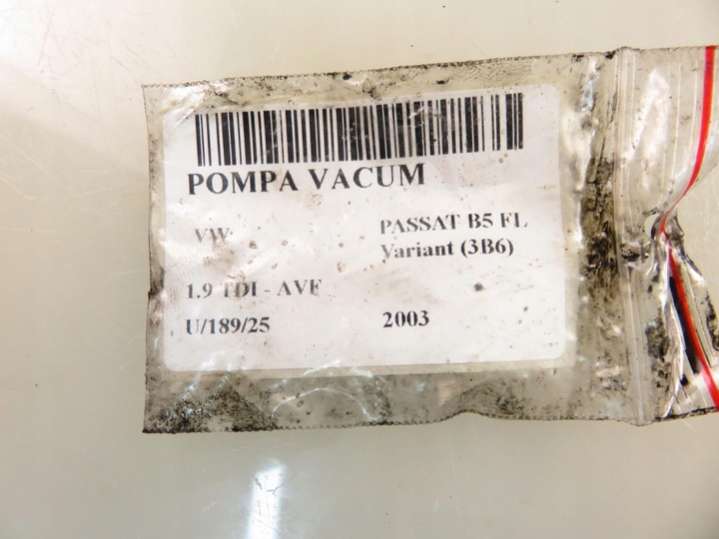 POMPA VACUM
VW PASSAT B5 FL
Variant (3B6)
1.9 TDI - AVF
U/189/25 2003